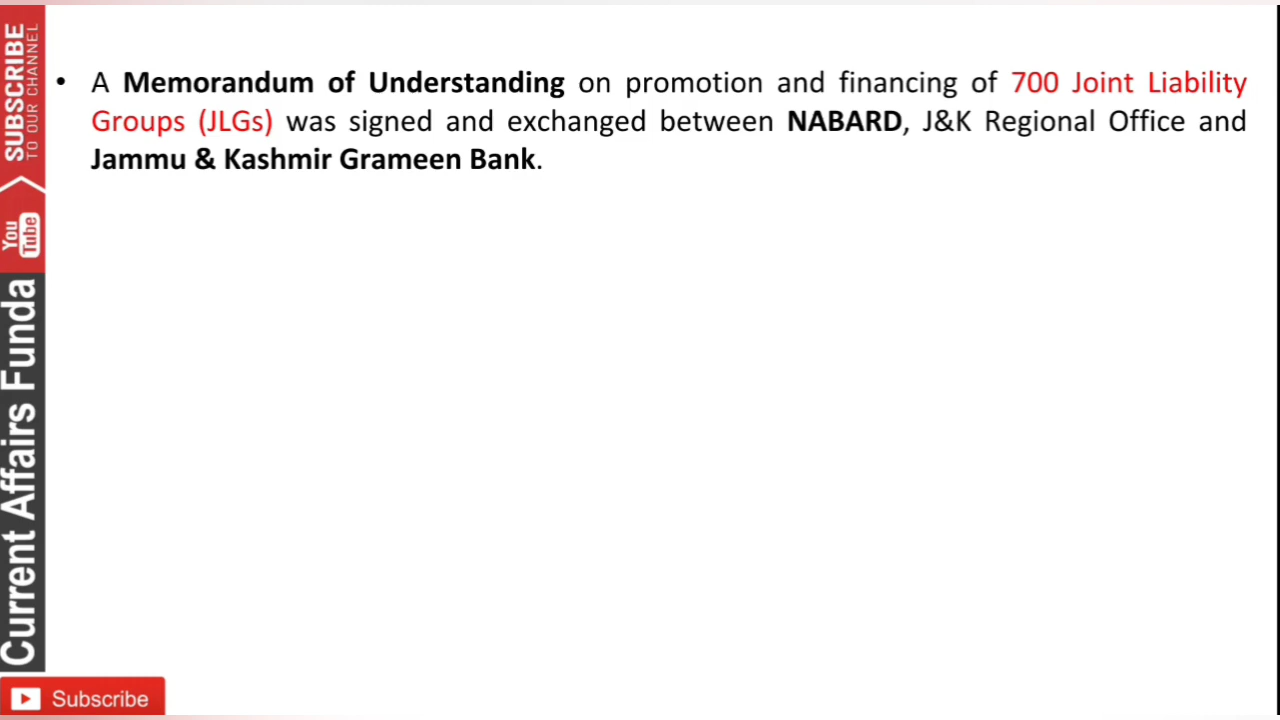 • A Memorandum of Understanding on promotion and financing of 700 Joint Liability
Groups (JLGs) was signed and exchanged between NABARD, J&K Regional Office and
Jammu & Kashmir Grameen Bank.
SUBSCRIBE
TO OUR CHANNEL
You
Tube
Current Affairs Funda
Subscribe